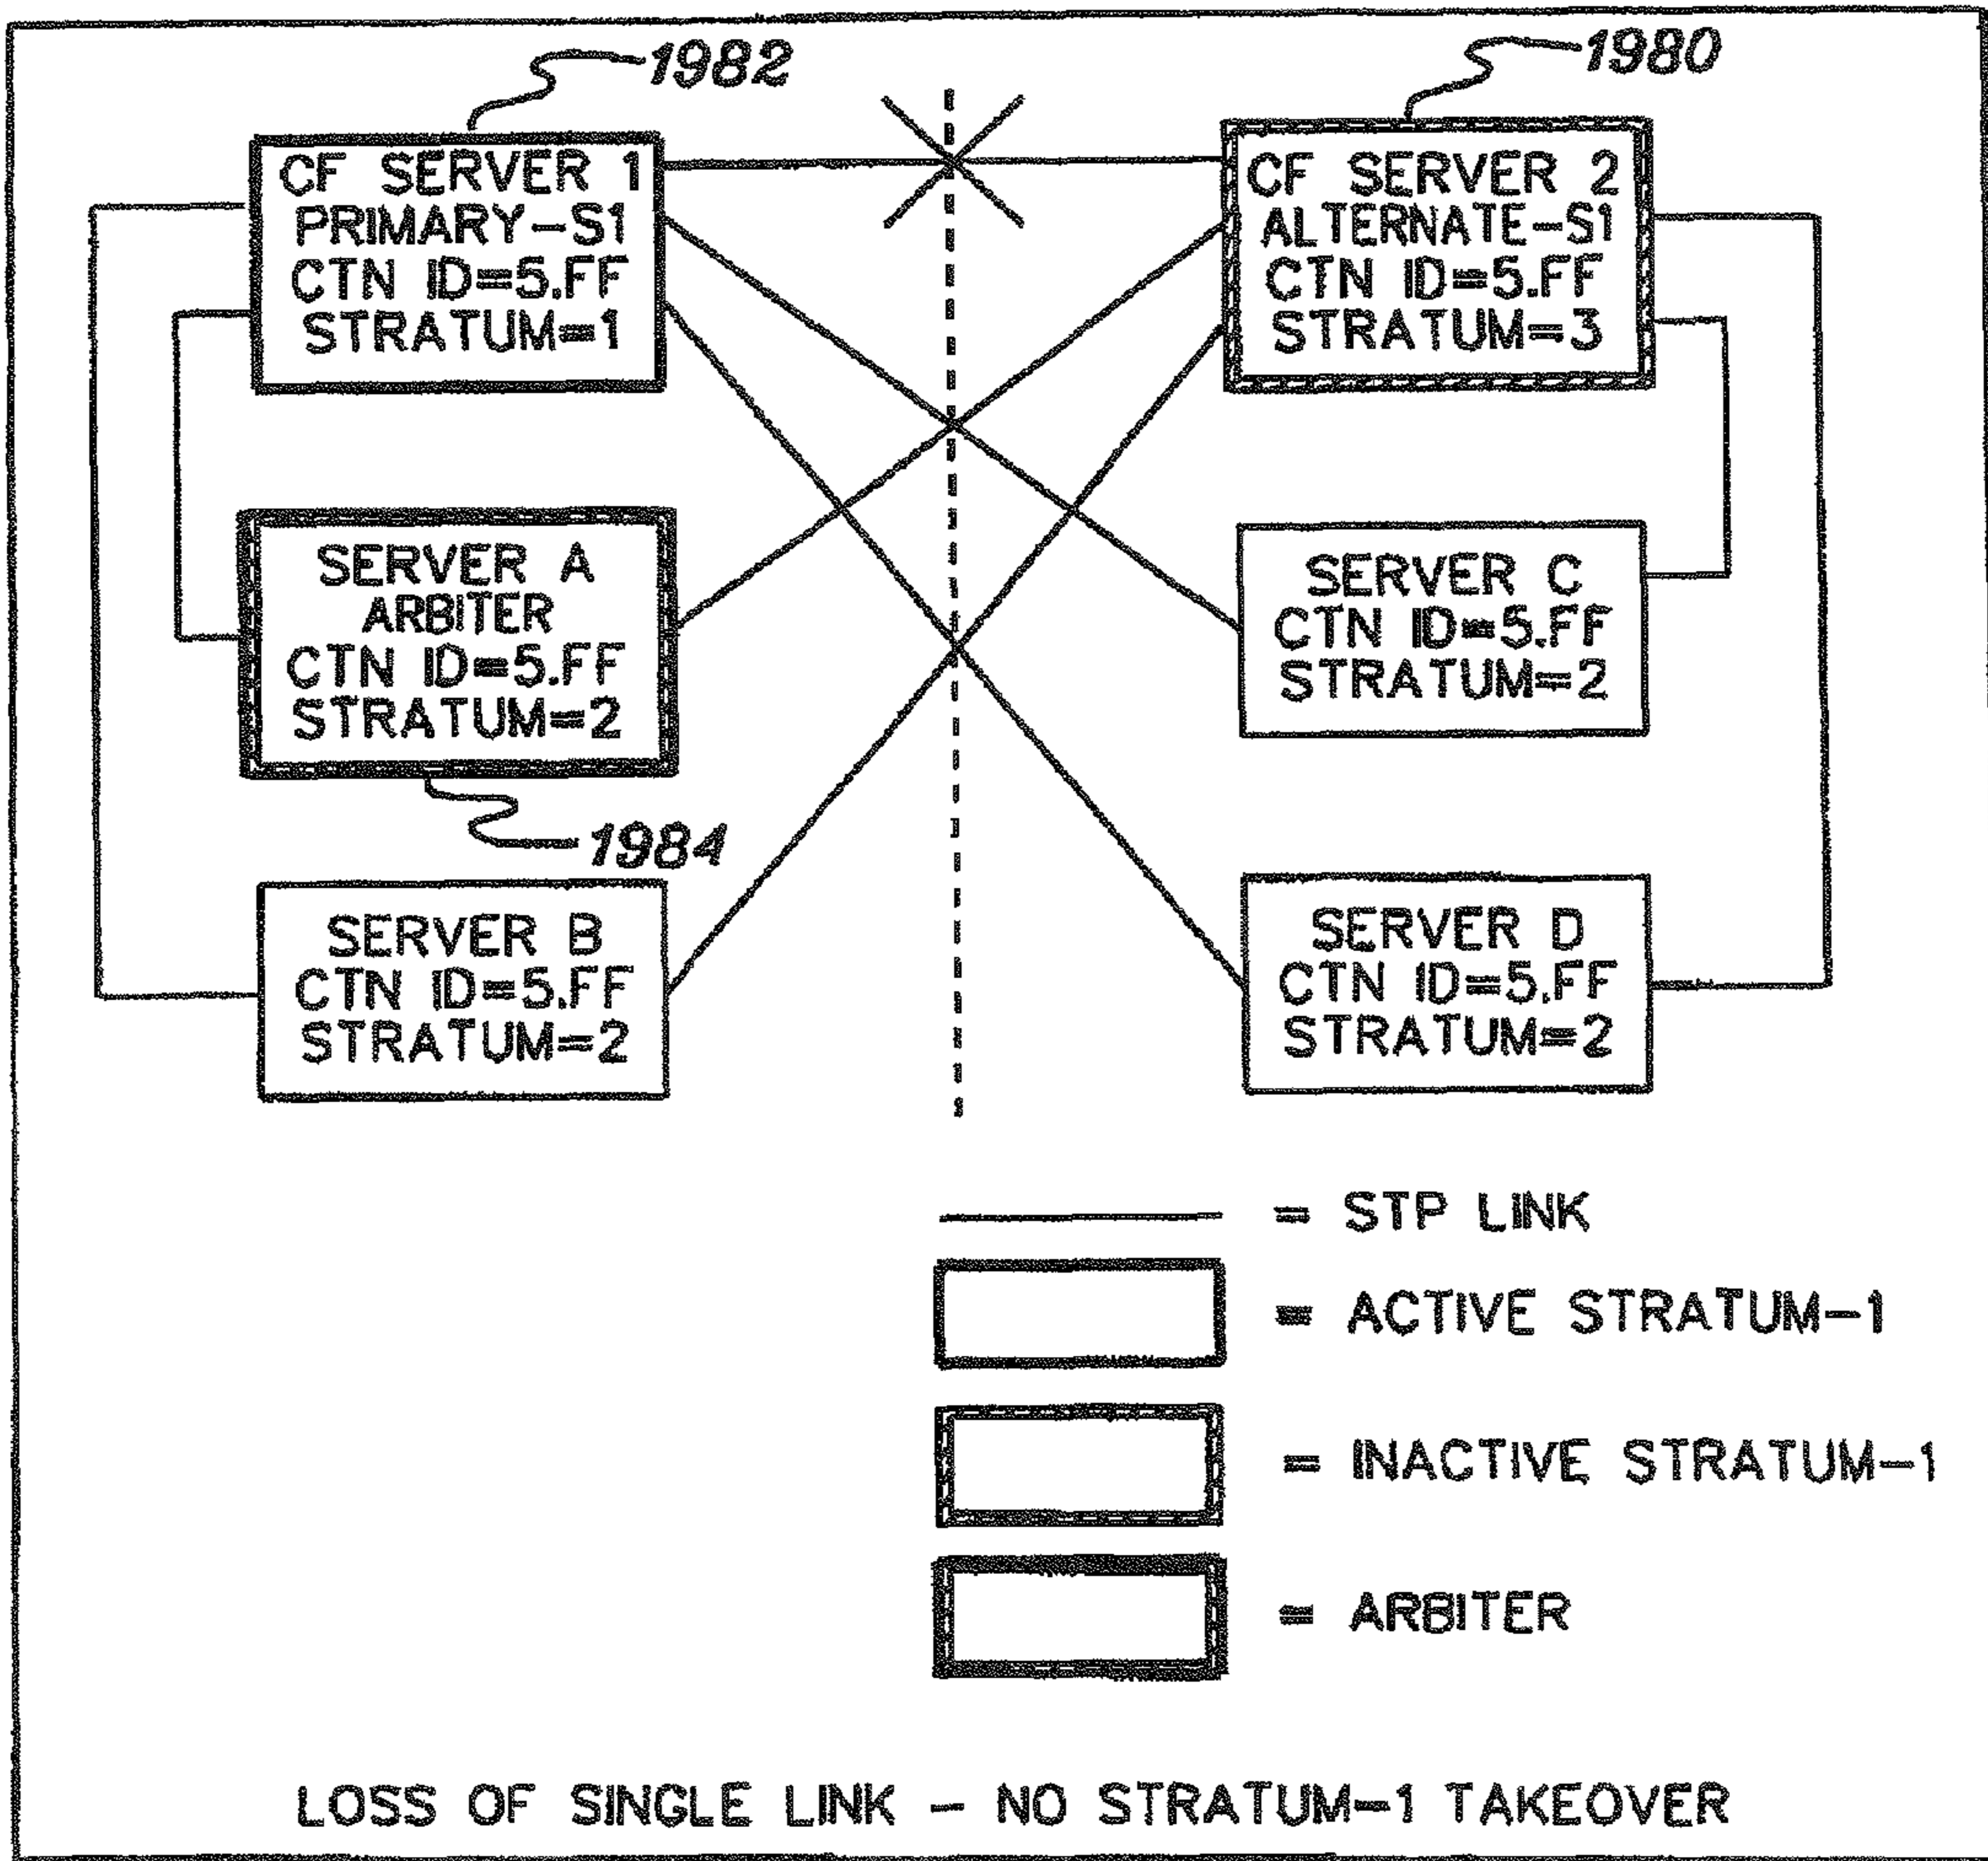 1982
1980
CF SERVER 1
PRIMARY-S1
CTN ID=5.FF
STRATUM=1
CF SERVER 2
ALTERNATE-S1
CTN ID=5.FF
STRATUM=3
SERVER A
ARBITER
CTN ID=5.FF
STRATUM=2
1984
SERVER C
CTN ID=5.FF
STRATUM=2
SERVER B
CTN ID=5.FF
STRATUM=2
SERVER D
CTN ID=5.FF
STRATUM=2
= STP LINK
= ACTIVE STRATUM-1
= INACTIVE STRATUM-1
= ARBITER
LOSS OF SINGLE LINK - NO STRATUM-1 TAKEOVER